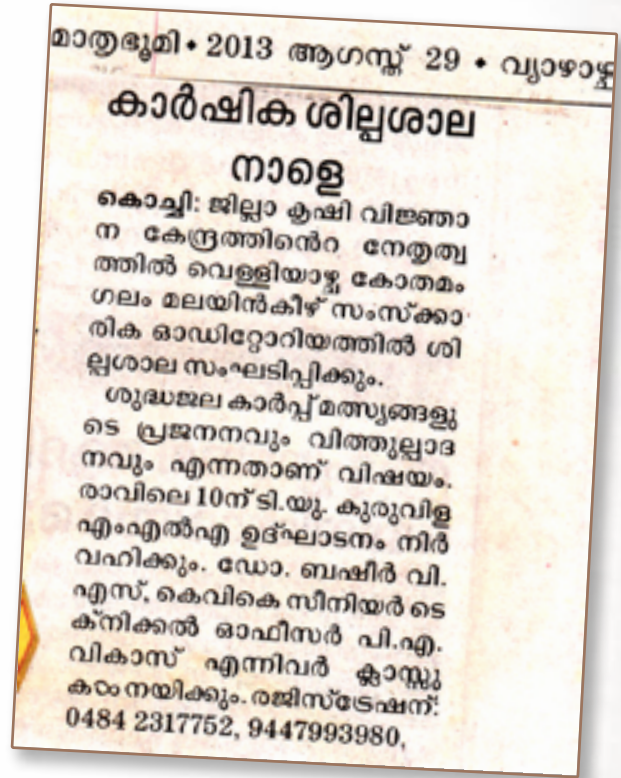 മാതൃഭൂമി • 2013 ആഗസ്ത് 29 • വ്യാഴാഴ്ച
കാർഷിക ശില്പശാല
നാളെ
കൊച്ചി: ജില്ലാ കൃഷി വിജ്ഞാ
ന കേന്ദ്രത്തിന്റെ നേതൃത്വ
ത്തിൽ വെള്ളിയാഴ്ച കോതമം
ഗലം മലയിൻകീഴ് സംസ്ക്കാ
രിക ഓഡിറ്റോറിയത്തിൽ ശി
ല്പശാല സംഘടിപ്പിക്കും.
ശുദ്ധജല കാർപ്പ് മത്സ്യങ്ങളു
ടെ പ്രജനനവും വിത്തുല്പാദ
നവും എന്നതാണ് വിഷയം.
രാവിലെ 10ന് ടി.യു. കുരുവിള
എംഎൽഎ ഉദ്ഘാടനം നിർ
വഹിക്കും. ഡോ. ബഷീർ വി.
എസ്, കെവികെ സീനിയർ ടെ
ക്നിക്കൽ ഓഫീസർ പി.എ.
വികാസ് എന്നിവർ ക്ലാസ്സു
കൾ നയിക്കും. രജിസ്ട്രേഷന്:
0484 2317752, 9447993980,